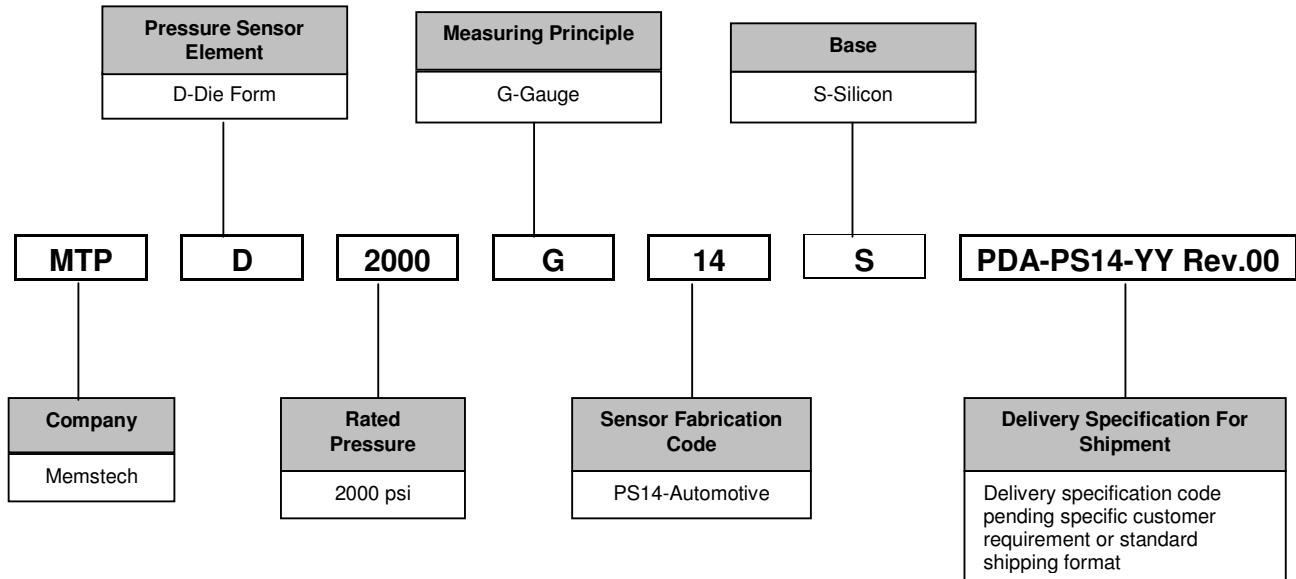 Pressure Sensor
Element
D-Die Form
Measuring Principle
G-Gauge
Base
S-Silicon
MTP
D
2000
G
14
S
PDA-PS14-YY Rev.00
Company
Memstech
Rated
Pressure
2000 psi
Sensor Fabrication
Code
PS14-Automotive
Delivery Specification For
Shipment
Delivery specification code
pending specific customer
requirement or standard
shipping format